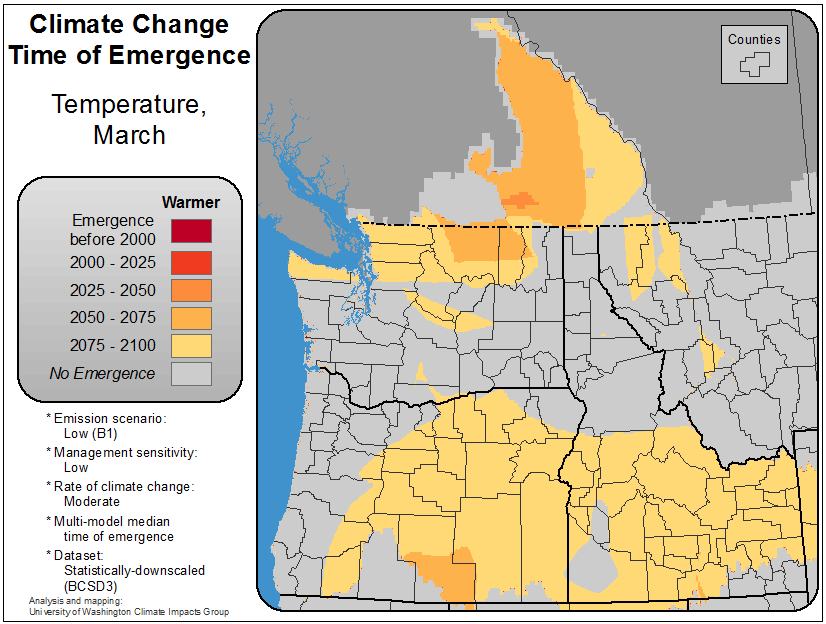 Climate Change
Time of Emergence
Temperature,
March
Warmer
Emergence
before 2000
2000 - 2025
2025 - 2050
2050 - 2075
2075 - 2100
No Emergence
* Emission scenario:
Low (B1)
* Management sensitivity:
Low
* Rate of climate change:
Moderate
* Multi-model median
time of emergence
* Dataset:
Statistically-downscaled
(BCSD3)
Analysis and mapping:
University of Washington Climate Impacts Group
Counties